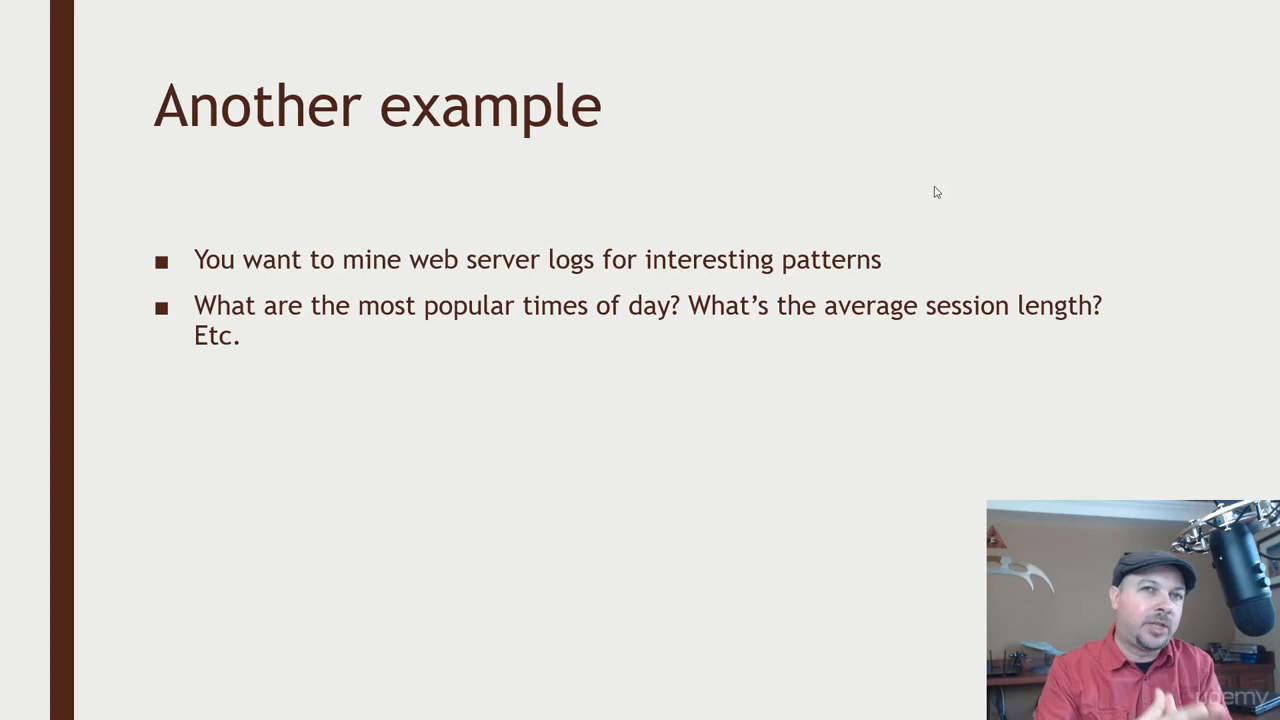 Another example
■ You want to mine web server logs for interesting patterns
■ What are the most popular times of day? What’s the average session length?
Etc.
udemy